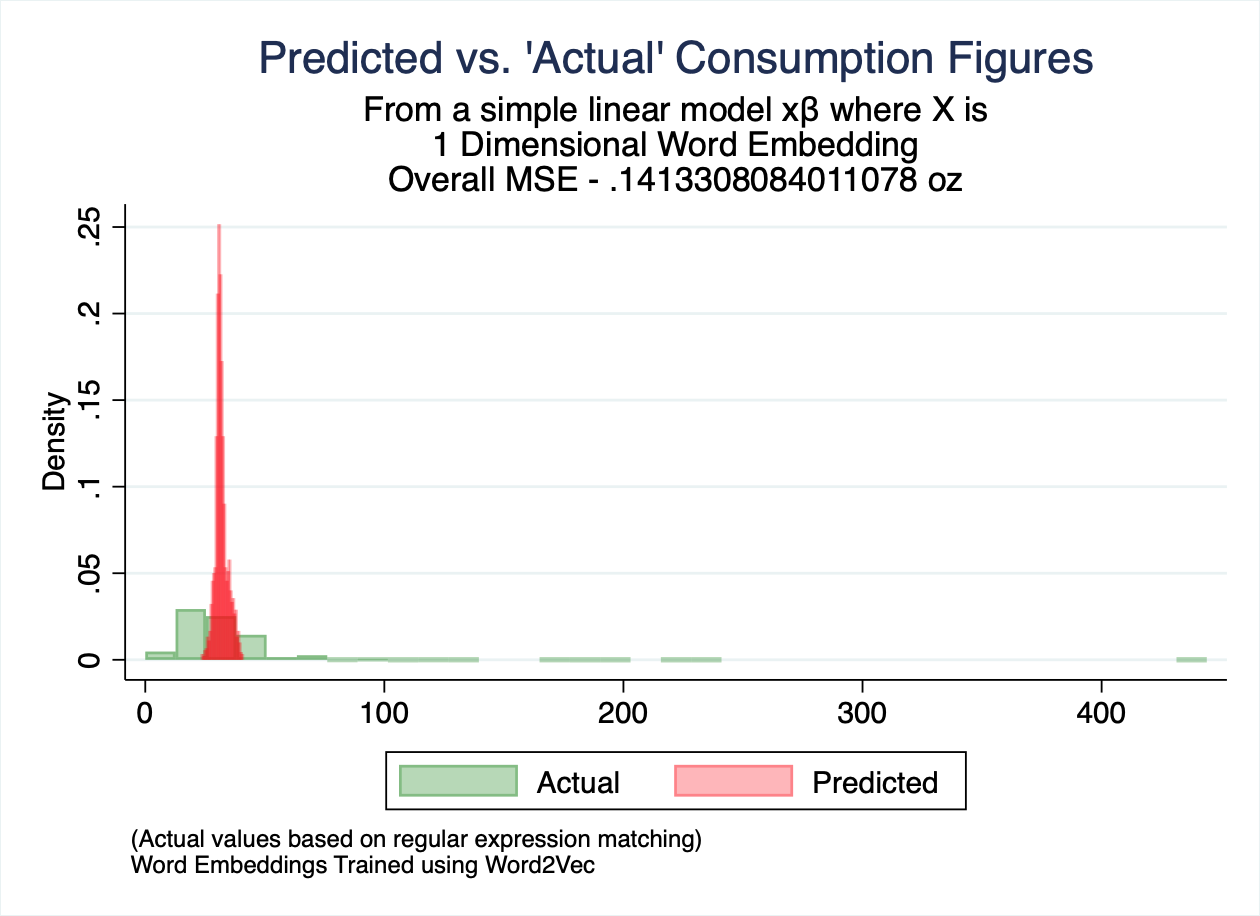 Predicted vs. 'Actual' Consumption Figures
From a simple linear model xβ where X is
1 Dimensional Word Embedding
Overall MSE - .1413308084011078 oz
Density
.25
.2
.15
.1
.05
0
0 100 200 300 400
Actual Predicted
(Actual values based on regular expression matching)
Word Embeddings Trained using Word2Vec